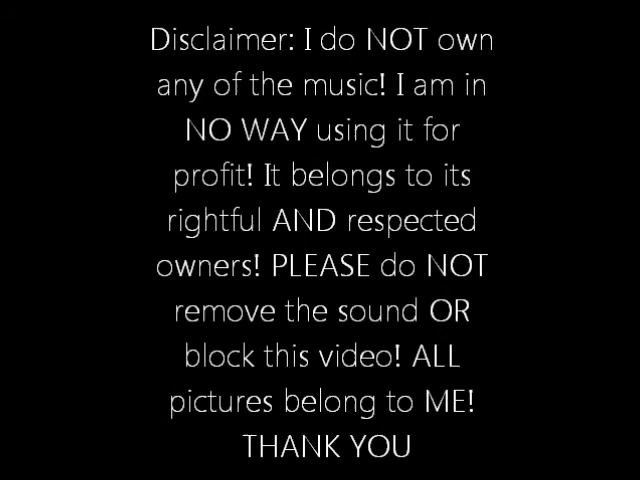 Disclaimer: I do NOT own
any of the music! I am in
NO WAY using it for
profit! It belongs to its
rightful AND respected
owners! PLEASE do NOT
remove the sound OR
block this video! ALL
pictures belong to ME!
THANK YOU